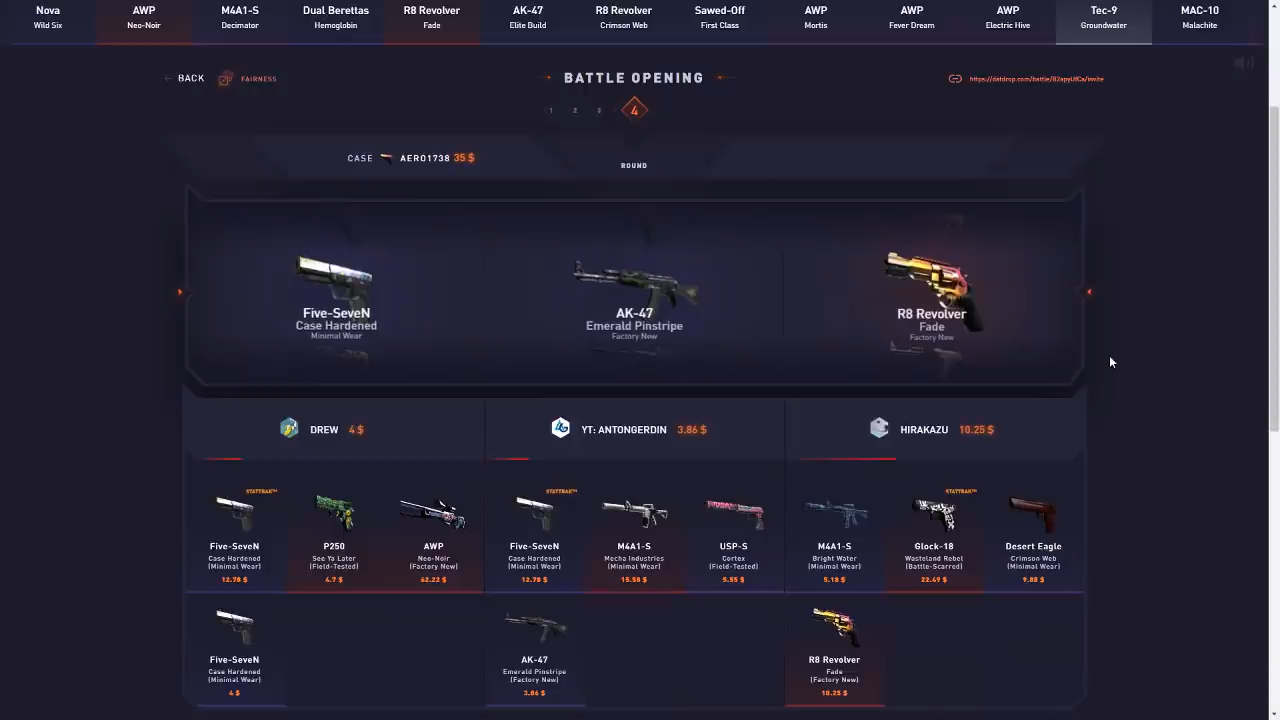 Nova
Wild Six
AWP
Neo-Noir
M4A1-S
Decimator
Dual Berettas
Hemoglobin
R8 Revolver
Fade
AK-47
Elite Build
R8 Revolver
Crimson Web
Sawed-Off
First Class
AWP
Mortis
AWP
Fever Dream
AWP
Electric Hive
Tec-9
Groundwater
MAC-10
Malachite
← BACK
FAIRNESS
BATTLE OPENING
https://datdrop.com/battle/B2apyUfCa/invite
1 2 3 4
CASE AERO1738 35 $
ROUND
Five-SeveN
Case Hardened
Minimal Wear
AK-47
Emerald Pinstripe
Factory New
R8 Revolver
Fade
Factory New
DREW 4 $
YT: ANTONGERDIN 3.86 $
HIRAKAZU 10.25 $
STATTRAK™
Five-SeveN
Case Hardened
(Minimal Wear)
12.78 $
P250
See Ya Later
(Field-Tested)
4.7 $
AWP
Neo-Noir
(Factory New)
42.22 $
STATTRAK™
Five-SeveN
Case Hardened
(Minimal Wear)
12.78 $
M4A1-S
Mecha Industries
(Minimal Wear)
15.58 $
USP-S
Cortex
(Field-Tested)
5.55 $
M4A1-S
Bright Water
(Minimal Wear)
5.18 $
STATTRAK™
Glock-18
Wasteland Rebel
(Battle-Scarred)
22.49 $
Desert Eagle
Crimson Web
(Minimal Wear)
9.88 $
Five-SeveN
Case Hardened
(Minimal Wear)
4 $
AK-47
Emerald Pinstripe
(Factory New)
3.86 $
R8 Revolver
Fade
(Factory New)
10.25 $